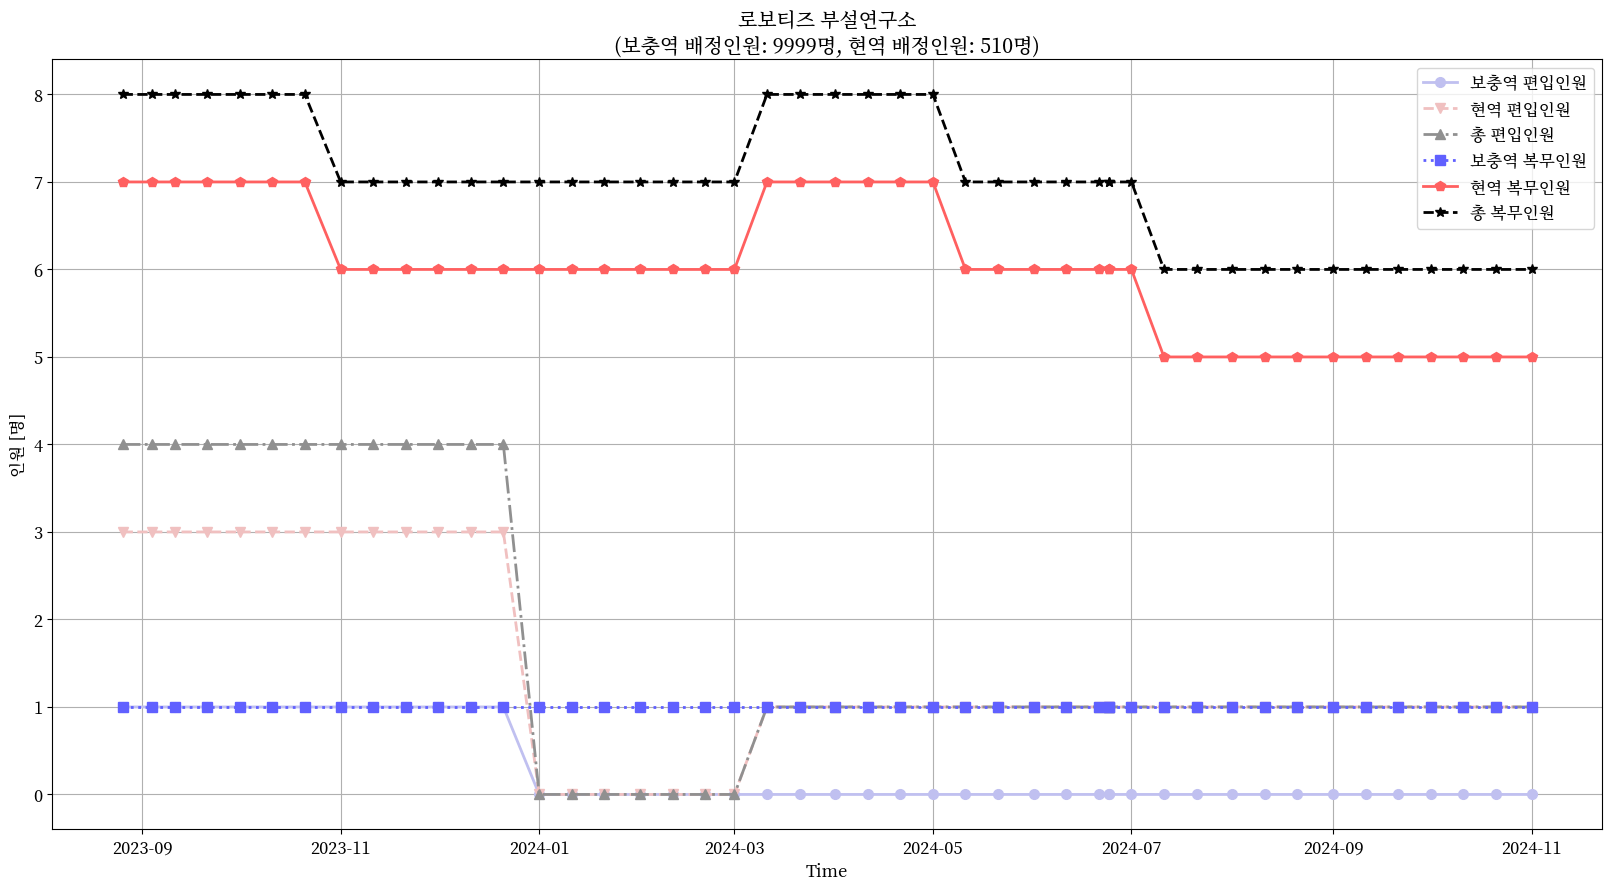 로보티즈 부설연구소
(보충역 배정인원: 9999명, 현역 배정인원: 510명)
보충역 편입인원
현역 편입인원
총 편입인원
보충역 복무인원
현역 복무인원
총 복무인원
인원 [명]
8
7
6
5
4
3
2
1
0
2023-09
2023-11
2024-01
2024-03
2024-05
2024-07
2024-09
2024-11
Time